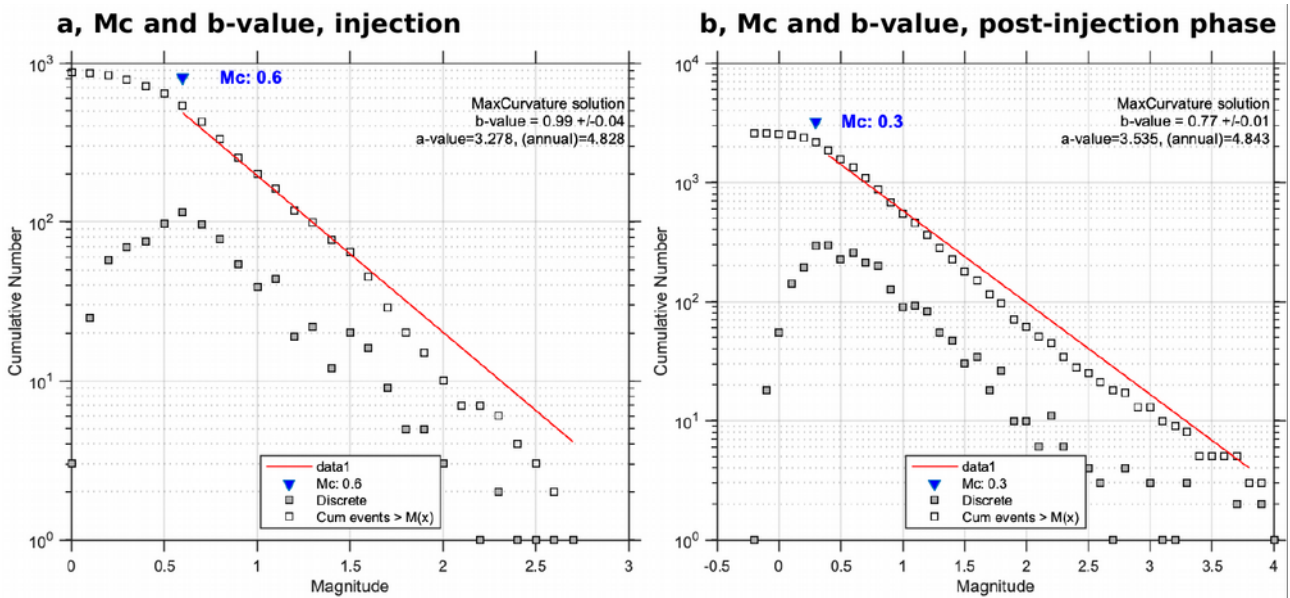 a, Mc and b-value, injection
10^3
Mc: 0.6
MaxCurvature solution
b-value = 0.99 +/-0.04
a-value=3.278, (annual)=4.828
10^2
Cumulative Number
10^1
data1
Mc: 0.6
Discrete
Cum events > M(x)
10^0
0 0.5 1 1.5 2 2.5 3
Magnitude
b, Mc and b-value, post-injection phase
10^4
Mc: 0.3
MaxCurvature solution
b-value = 0.77 +/-0.01
a-value=3.535, (annual)=4.843
10^3
Cumulative Number
10^2
10^1
data1
Mc: 0.3
Discrete
Cum events > M(x)
10^0
-0.5 0 0.5 1 1.5 2 2.5 3 3.5 4
Magnitude